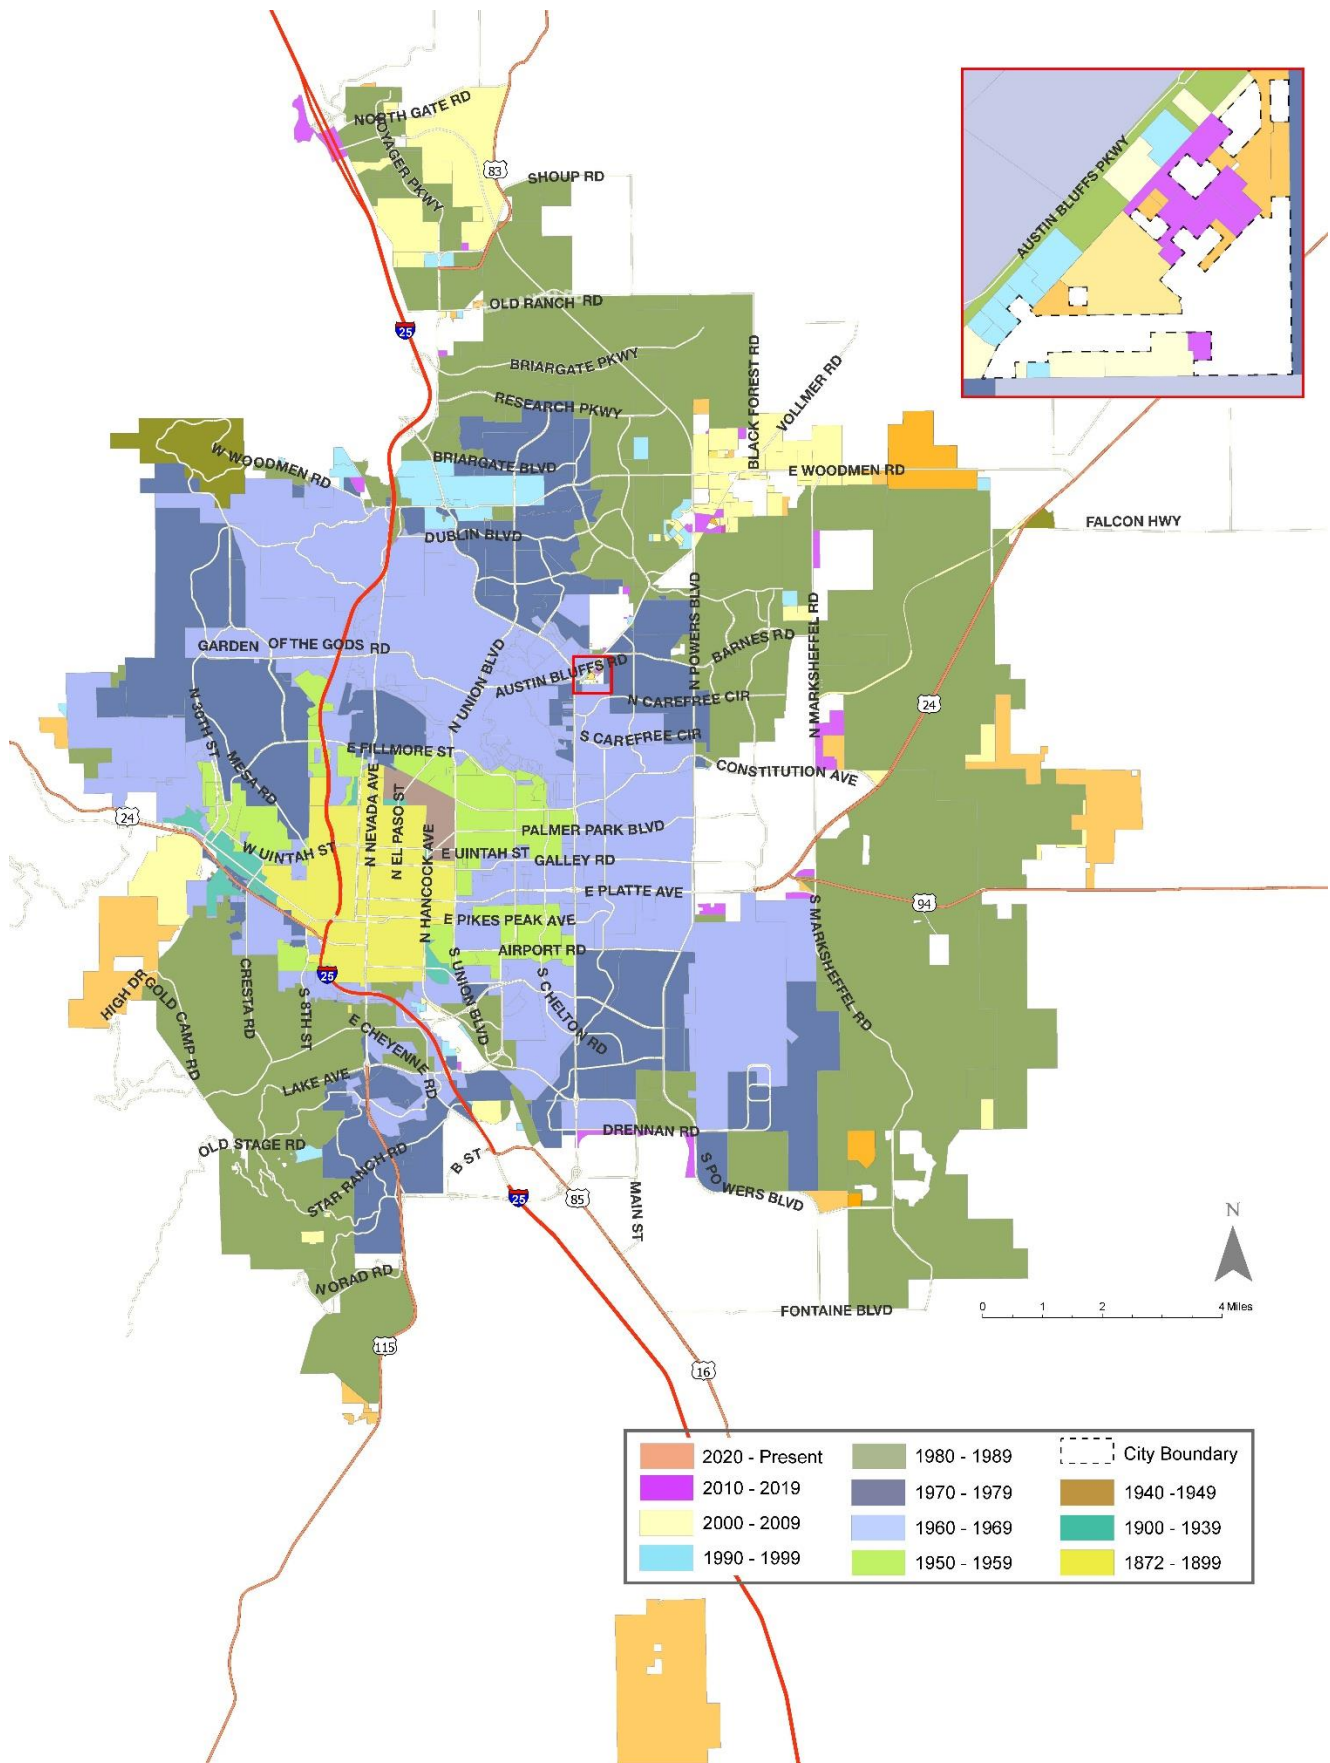 NORTH GATE RD
VOYAGER PKWY
83
SHOUP RD
AUSTIN BLUFFS PKWY
OLD RANCH RD
25
BRIARGATE PKWY
BLACK FOREST RD
VOLLMER RD
RESEARCH PKWY
W WOODMEN RD
BRIARGATE BLVD
E WOODMEN RD
FALCON HWY
DUBLIN BLVD
N POWERS BLVD
N MARKSHEFFEL RD
BARNES RD
GARDEN OF THE GODS RD
N UNION BLVD
AUSTIN BLUFFS RD
N CAREFREE CIR
24
N 30TH ST
S CAREFREE CIR
E FILLMORE ST
MESA RD
CONSTITUTION AVE
24
N NEVADA AVE
N EL PASO ST
N HANCOCK AVE
PALMER PARK BLVD
W UINTAH ST
E UINTAH ST
GALLEY RD
E PLATTE AVE
94
E PIKES PEAK AVE
S MARKSHEFFEL RD
AIRPORT RD
25
HIGH DR
GOLD CAMP RD
CRESTA RD
S 8TH ST
S UNION BLVD
S CHELTON RD
E CHEYENNE RD
LAKE AVE
OLD STAGE RD
DRENNAN RD
STAR RANCH RD
B ST
S POWERS BLVD
25
85
MAIN ST
N
NORAD RD
0 1 2 4 Miles
FONTAINE BLVD
115
16
2020 - Present
1980 - 1989
City Boundary
2010 - 2019
1970 - 1979
1940 -1949
2000 - 2009
1960 - 1969
1900 - 1939
1990 - 1999
1950 - 1959
1872 - 1899